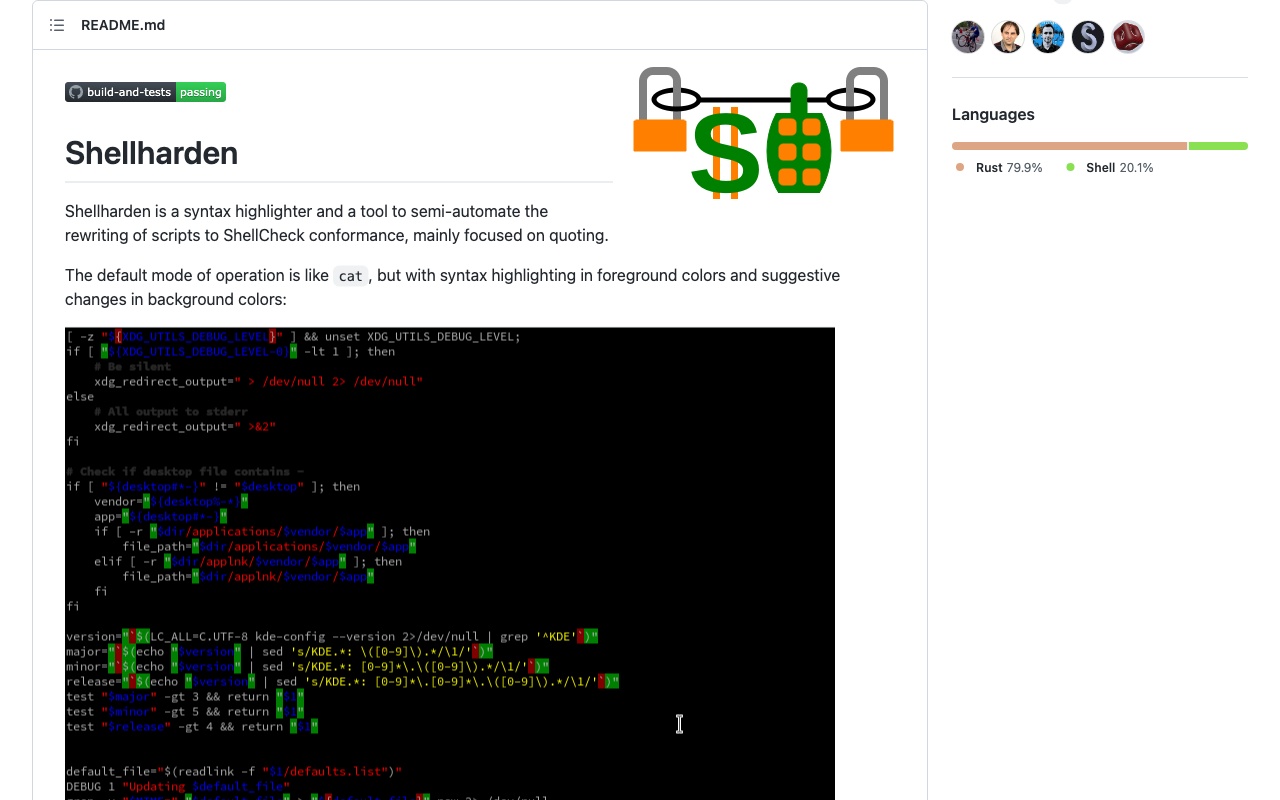 README.md
build-and-tests passing
Shellharden
Shellharden is a syntax highlighter and a tool to semi-automate the
rewriting of scripts to ShellCheck conformance, mainly focused on quoting.
The default mode of operation is like cat, but with syntax highlighting in foreground colors and suggestive
changes in background colors:
[ -z "${XDG_UTILS_DEBUG_LEVEL}" ] && unset XDG_UTILS_DEBUG_LEVEL;
if [ "${XDG_UTILS_DEBUG_LEVEL-0}" -lt 1 ]; then
# Be silent
xdg_redirect_output=" > /dev/null 2> /dev/null"
else
# All output to stderr
xdg_redirect_output=" >&2"
fi
# Check if desktop file contains -
if [ "${desktop#*-}" != "$desktop" ]; then
vendor="${desktop%-*}"
app="${desktop#*-}"
if [ -r "$dir/applications/$vendor/$app" ]; then
file_path="$dir/applications/$vendor/$app"
elif [ -r "$dir/applnk/$vendor/$app" ]; then
file_path="$dir/applnk/$vendor/$app"
fi
fi
version="`$(LC_ALL=C.UTF-8 kde-config --version 2>/dev/null | grep '^KDE'`)"
major="`$(echo "$version" | sed 's/KDE.*: \([0-9]\).*/\1/'`)"
minor="`$(echo "$version" | sed 's/KDE.*: [0-9]*\.\([0-9]\).*/\1/'`)"
release="`$(echo "$version" | sed 's/KDE.*: [0-9]*\.[0-9]*\.\([0-9]\).*/\1/'`)"
test "$major" -gt 3 && return "$1"
test "$minor" -gt 5 && return "$1"
test "$release" -gt 4 && return "$1"
default_file="$(readlink -f "$1/defaults.list")"
DEBUG 1 "Updating $default_file"
Languages
Rust 79.9% Shell 20.1%